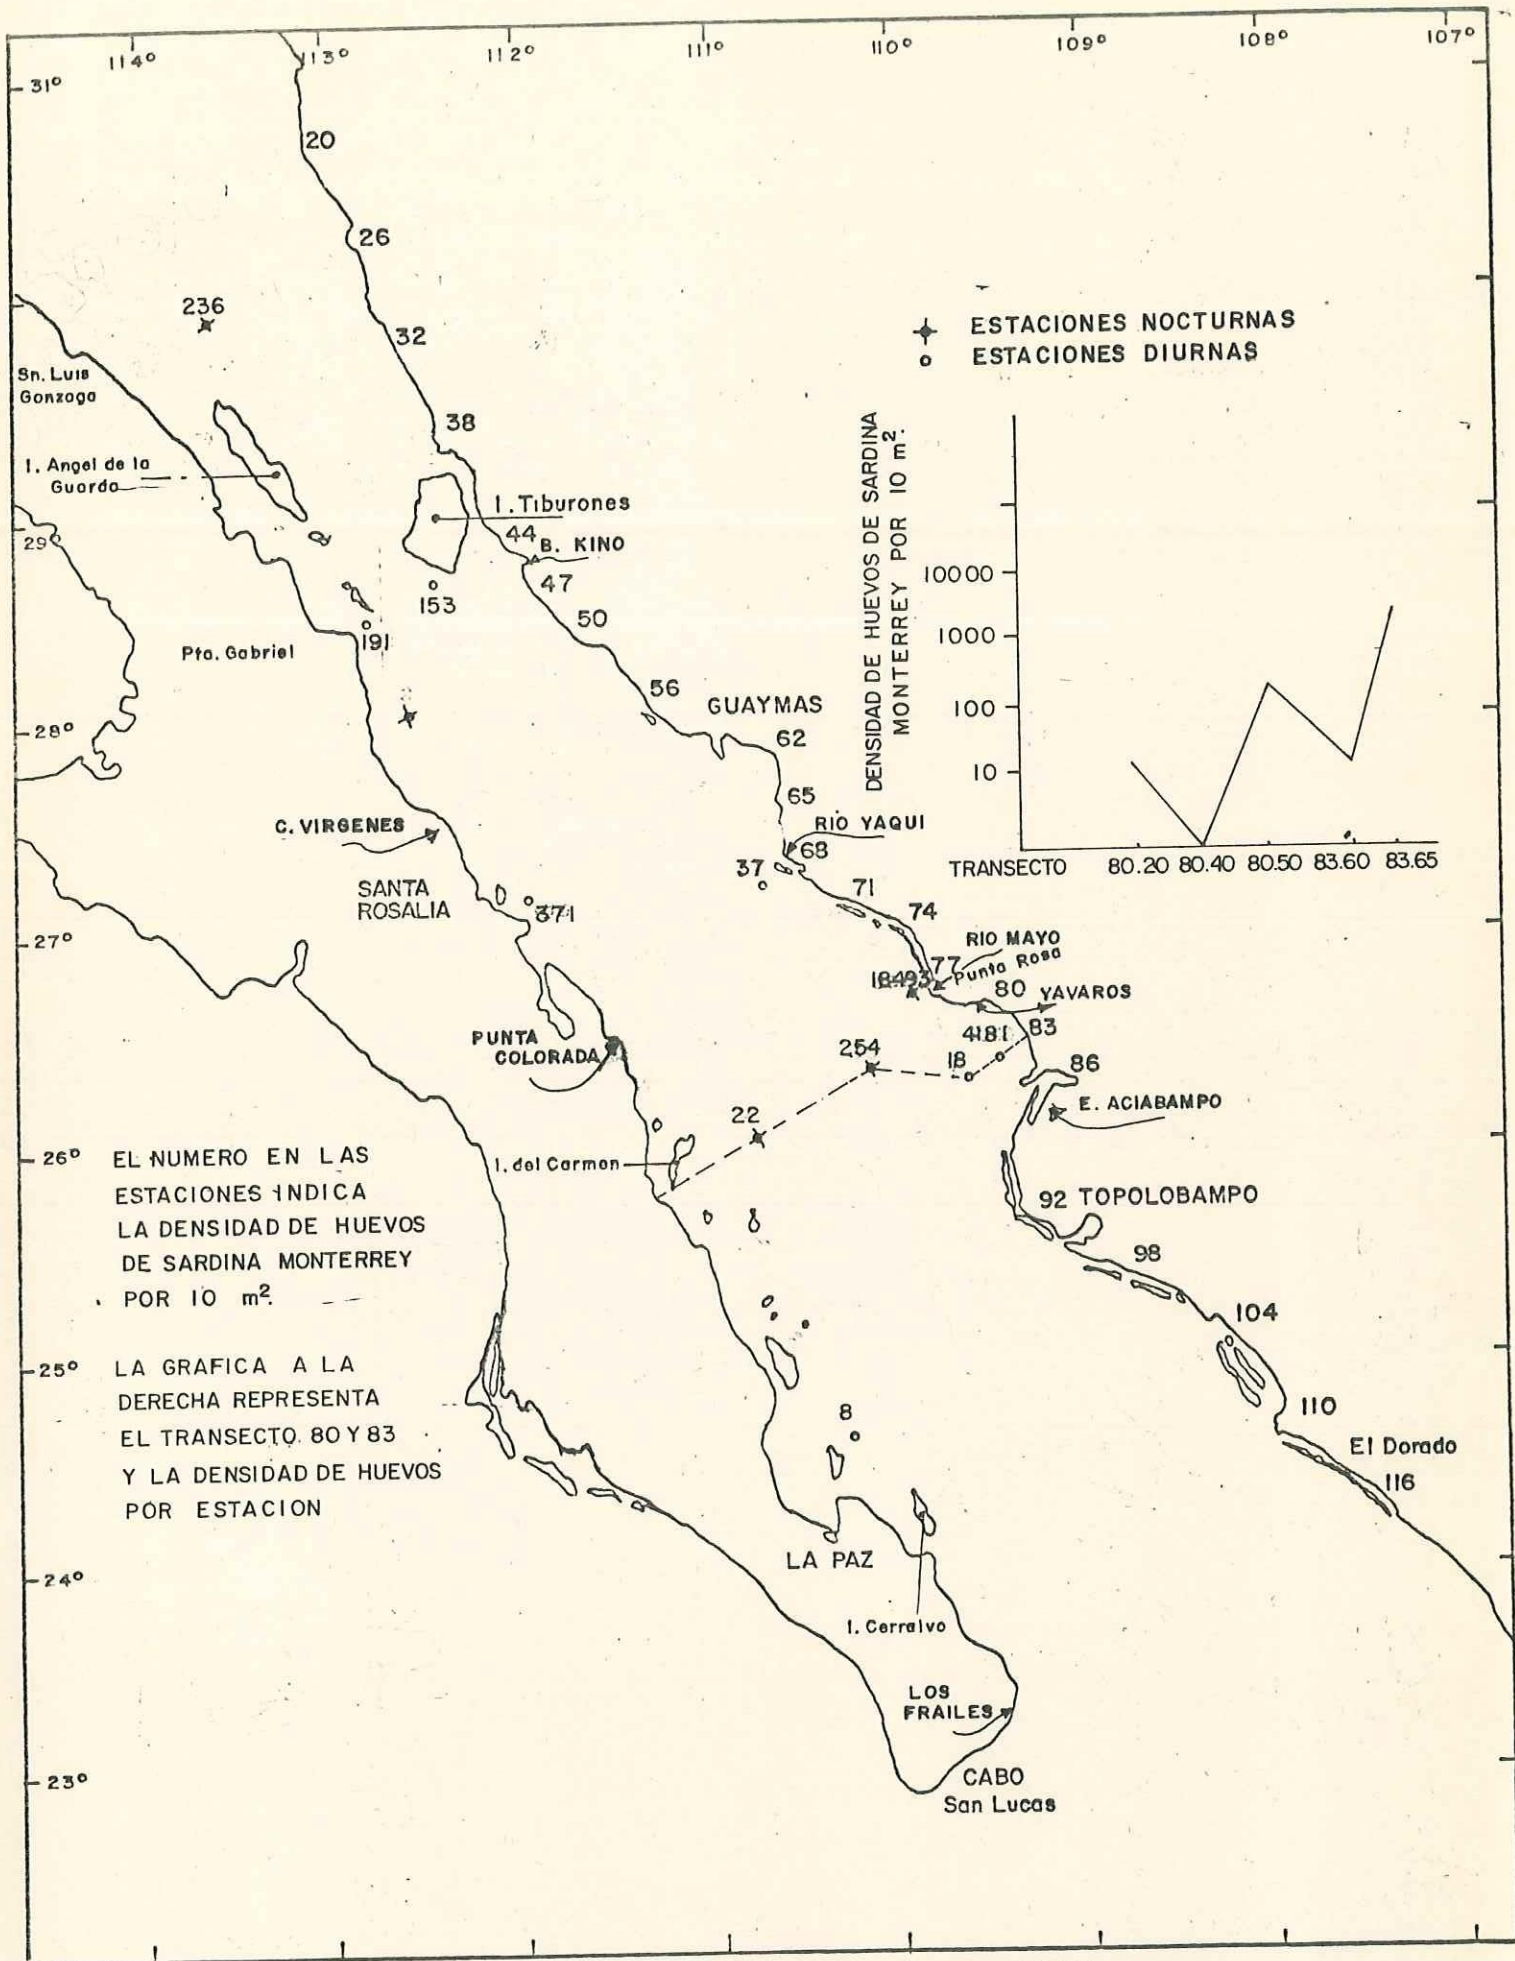 114° 113° 112° 111° 110° 109° 108° 107°
31°
20
26
236
32
ESTACIONES NOCTURNAS
ESTACIONES DIURNAS
Sn. Luis
Gonzaga
38
I. Angel de la
Guarda
I. Tiburones
44
B. KINO
29°
47
153
50
191
Pta. Gabriel
56
GUAYMAS
28°
62
65
C. VIRGENES
RIO YAQUI
68
37
71
SANTA
ROSALIA
371
74
27°
RIO MAYO
77
Punta Rosa
18493
80
YAVAROS
PUNTA
COLORADA
4181
83
254
18
86
E. ACIABAMPO
22
26°
I. del Carmen
92 TOPOLOBAMPO
98
104
25°
110
El Dorado
116
8
LA PAZ
24°
I. Cerralvo
LOS
FRAILES
23°
CABO
San Lucas
DENSIDAD DE HUEVOS DE SARDINA
MONTERREY POR 10 m².
10000
1000
100
10
TRANSECTO 80.20 80.40 80.50 83.60 83.65
EL NUMERO EN LAS
ESTACIONES INDICA
LA DENSIDAD DE HUEVOS
DE SARDINA MONTERREY
POR 10 m².
LA GRAFICA A LA
DERECHA REPRESENTA
EL TRANSECTO. 80 Y 83
Y LA DENSIDAD DE HUEVOS
POR ESTACION